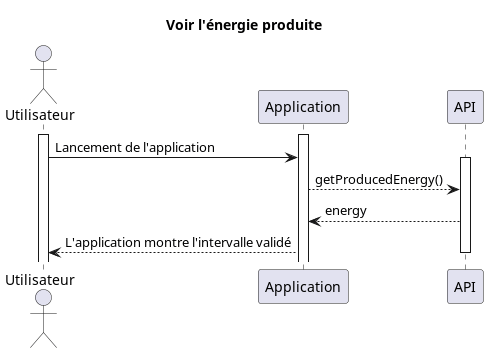 Voir l'énergie produite
Utilisateur
Application
API
Lancement de l'application
getProducedEnergy()
energy
L'application montre l'intervalle validé
Utilisateur
Application
API